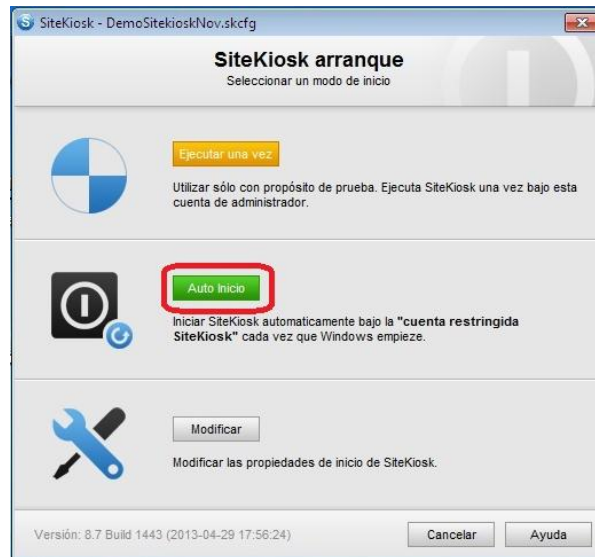 SiteKiosk - DemoSitekioskNov.skcfg
SiteKiosk arranque
Seleccionar un modo de inicio
Ejecutar una vez
Utilizar sólo con propósito de prueba. Ejecuta SiteKiosk una vez bajo esta
cuenta de administrador.
Auto Inicio
Iniciar SiteKiosk automaticamente bajo la "cuenta restringida
SiteKiosk" cada vez que Windows empieze.
Modificar
Modificar las propiedades de inicio de SiteKiosk.
Versión: 8.7 Build 1443 (2013-04-29 17:56:24)
Cancelar
Ayuda